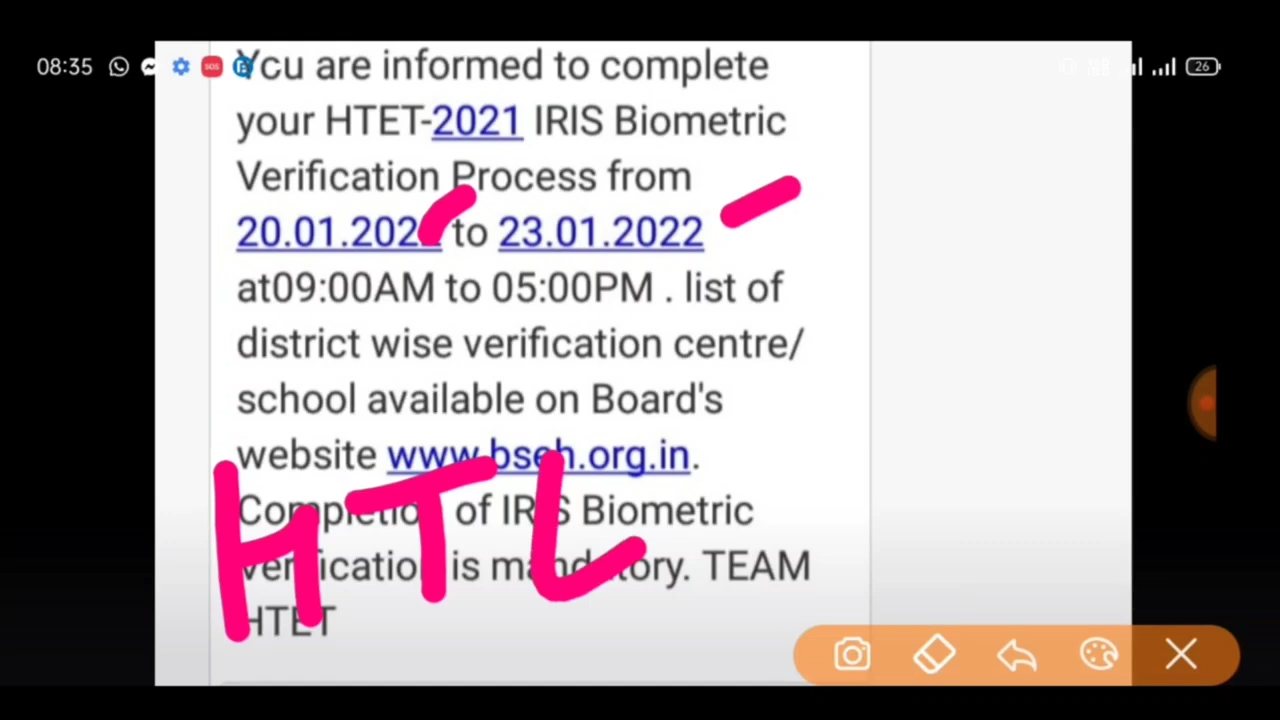 08:35
SOS
26
You are informed to complete
your HTET-2021 IRIS Biometric
Verification Process from
20.01.2022 to 23.01.2022
at09:00AM to 05:00PM . list of
district wise verification centre/
school available on Board's
website www.bseh.org.in.
Completion of IRIS Biometric
verification is mandatory. TEAM
HTET
HTL